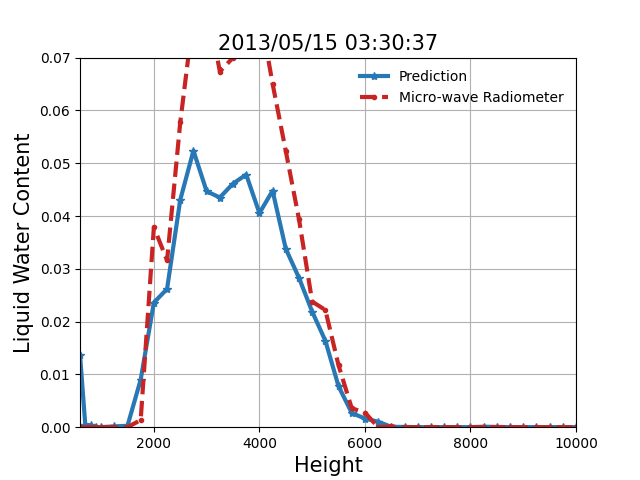 2013/05/15 03:30:37
Prediction
Micro-wave Radiometer
Liquid Water Content
0.07
0.06
0.05
0.04
0.03
0.02
0.01
0.00
2000 4000 6000 8000 10000
Height